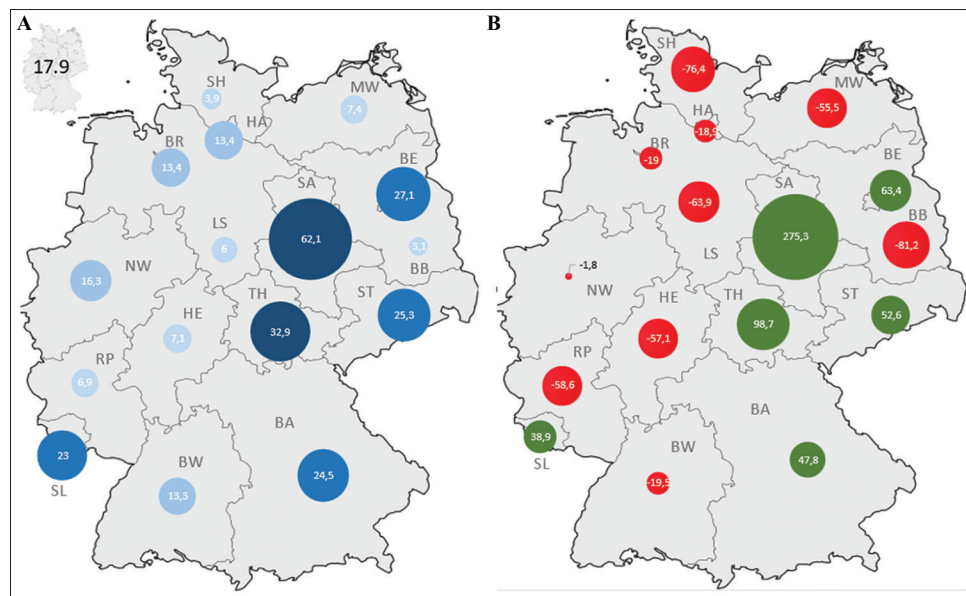 A
17.9
SH
3,9
MW
7,4
HA
13,4
BR
13,4
BE
27,1
SA
62,1
LS
6
3,1
BB
NW
16,3
TH
32,9
ST
25,3
HE
7,1
RP
6,9
BA
24,5
23
SL
BW
13,3
B
SH
-76,4
MW
-55,5
HA
-18,9
BR
-19
BE
63,4
SA
275,3
-63,9
LS
BB
-81,2
-1,8
NW
HE
-57,1
TH
98,7
ST
52,6
RP
-58,6
BA
47,8
38,9
SL
BW
-19,5